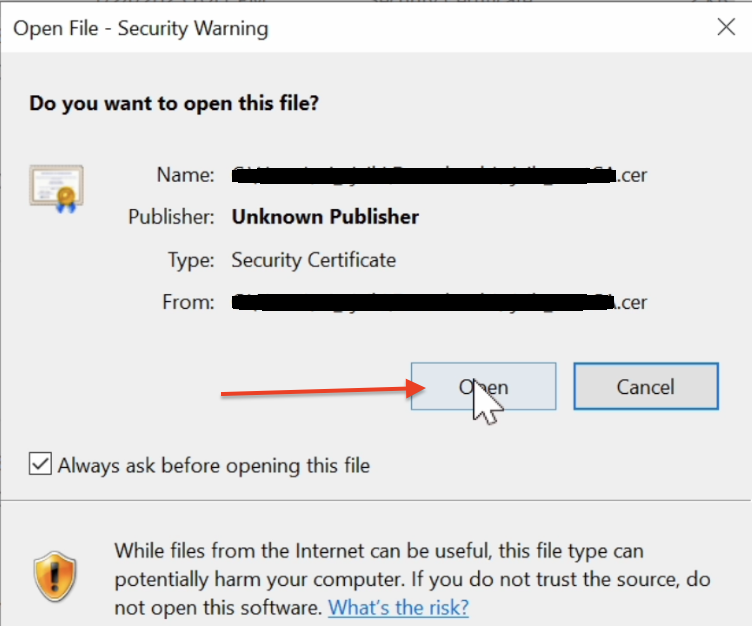 Open File - Security Warning
Do you want to open this file?
Name: .cer
Publisher: Unknown Publisher
Type: Security Certificate
From: .cer
Open Cancel
Always ask before opening this file
While files from the Internet can be useful, this file type can
potentially harm your computer. If you do not trust the source, do
not open this software. What's the risk?